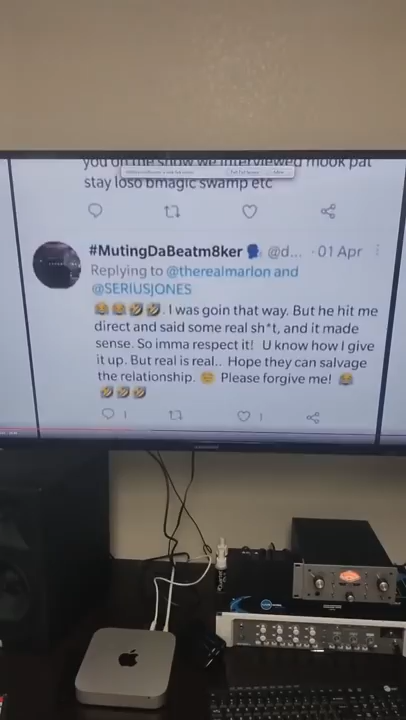 you on the show we interviewed mook pat
stay loso bmagic swamp etc
#MutingDaBeatm8ker 🗣 @d... · 01 Apr
Replying to @therealmarlon and
@SERIUSJONES
😂😂🤣🤣. I was goin that way. But he hit me
direct and said some real sh*t, and it made
sense. So imma respect it! U know how I give
it up. But real is real.. Hope they can salvage
the relationship. 😕 Please forgive me! 😂
🤣🤣🤣
1 1